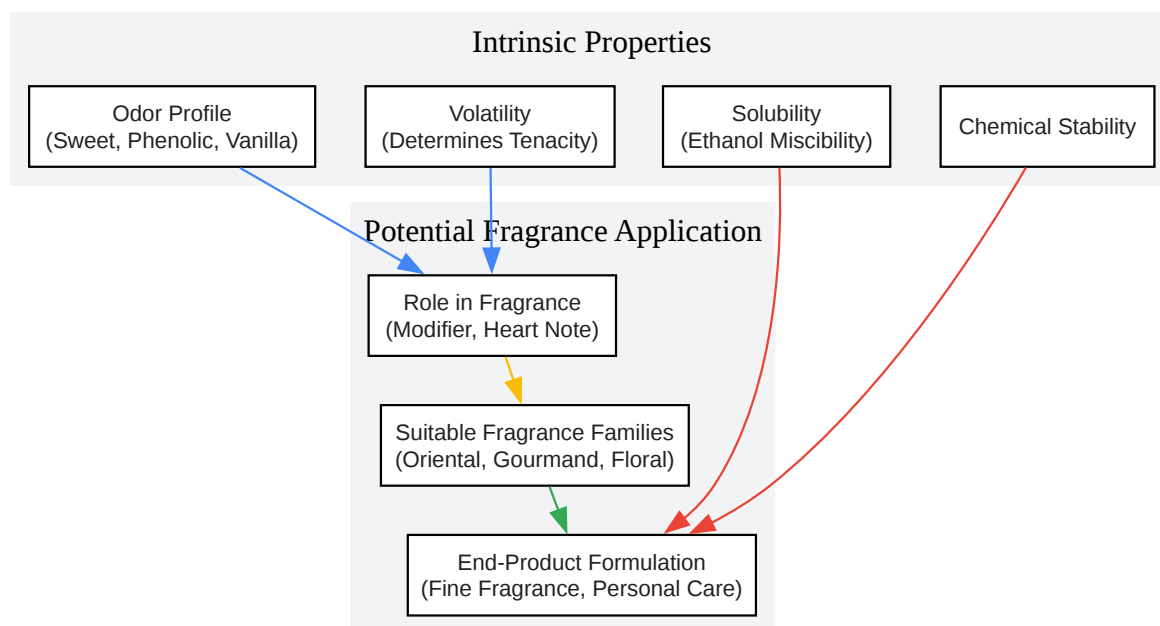 Intrinsic Properties
Odor Profile
(Sweet, Phenolic, Vanilla)
Volatility
(Determines Tenacity)
Solubility
(Ethanol Miscibility)
Chemical Stability
Potential Fragrance Application
Role in Fragrance
(Modifier, Heart Note)
Suitable Fragrance Families
(Oriental, Gourmand, Floral)
End-Product Formulation
(Fine Fragrance, Personal Care)